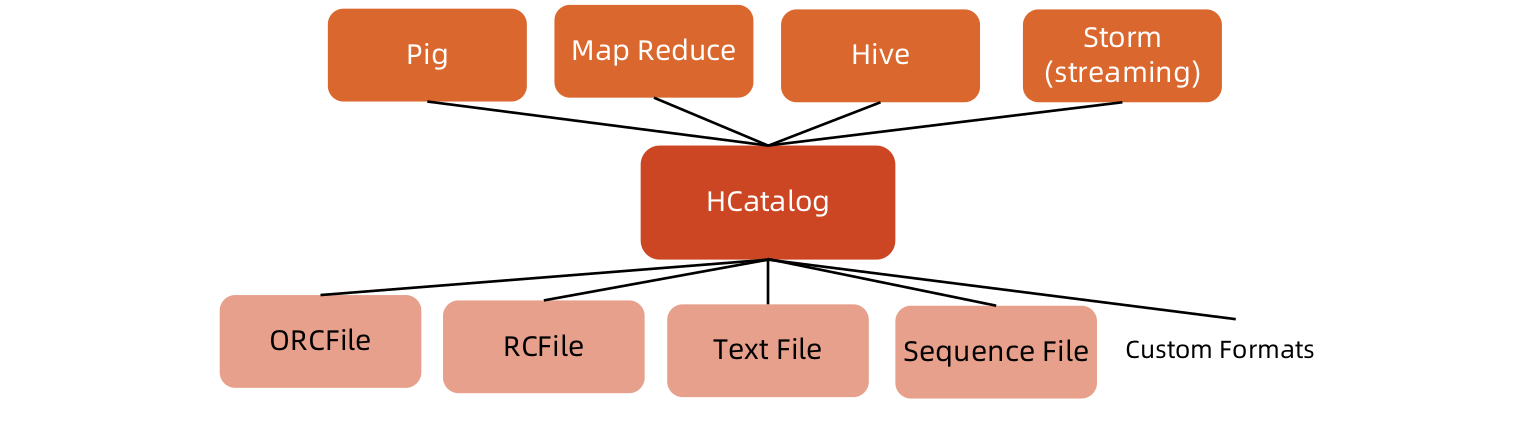 Pig
Map Reduce
Hive
Storm
(streaming)
HCatalog
ORCFile
RCFile
Text File
Sequence File
Custom Formats